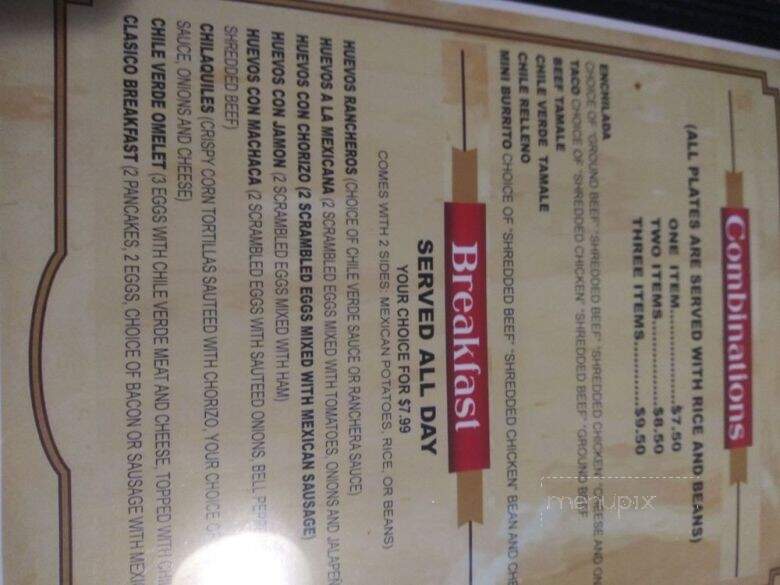 Combinations
(ALL PLATES ARE SERVED WITH RICE AND BEANS)
ONE ITEM....................$7.50
TWO ITEMS..................$8.50
THREE ITEMS...............$9.50
ENCHILADA
CHOICE OF "GROUND BEEF" "SHREDDED BEEF" "SHREDDED CHICKEN" CHEESE AND
TACO CHOICE OF "SHREDDED CHICKEN" "SHREDDED BEEF" "GROUND BEEF
BEEF TAMALE
CHILE VERDE TAMALE
CHILE RELLENO
MINI BURRITO CHOICE OF "SHREDDED BEEF" "SHREDDED CHICKEN" BEAN AND
Breakfast
SERVED ALL DAY
YOUR CHOICE FOR $7.99
COMES WITH 2 SIDES: MEXICAN POTATOES, RICE, OR BEANS)
HUEVOS RANCHEROS (CHOICE OF CHILE VERDE SAUCE OR RANCHERA SAUCE)
HUEVOS A LA MEXICANA (2 SCRAMBLED EGGS MIXED WITH TOMATOES, ONIONS AND
HUEVOS CON CHORIZO (2 SCRAMBLED EGGS MIXED WITH MEXICAN SAUSAGE)
HUEVOS CON JAMON (2 SCRAMBLED EGGS MIXED WITH HAM)
HUEVOS CON MACHACA (2 SCRAMBLED EGGS WITH SAUTEED ONIONS, BELL
SHREDDED BEEF)
CHILAQUILES (CRISPY CORN TORTILLAS SAUTEED WITH CHORIZO, YOUR CHOICE
SAUCE, ONIONS AND CHEESE)
CHILE VERDE OMELET (3 EGGS WITH CHILE VERDE MEAT AND CHEESE, TOPPED WITH
CLASICO BREAKFAST (2 PANCAKES, 2 EGGS, CHOICE OF BACON OR SAUSAGE WITH
menupix